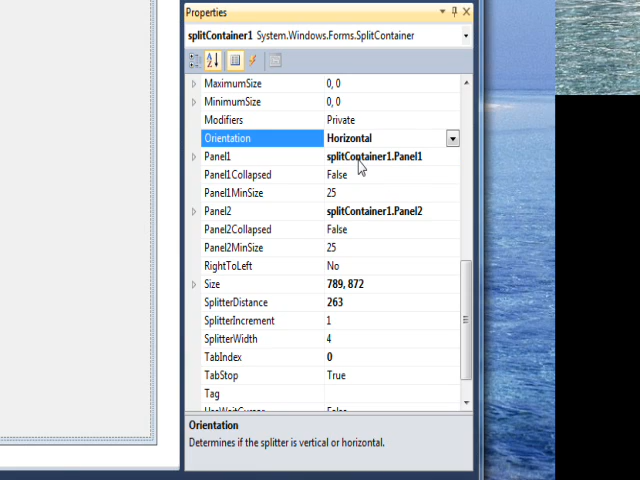 Properties
splitContainer1 System.Windows.Forms.SplitContainer
MaximumSize 0, 0
MinimumSize 0, 0
Modifiers Private
Orientation Horizontal
Panel1 splitContainer1.Panel1
Panel1Collapsed False
Panel1MinSize 25
Panel2 splitContainer1.Panel2
Panel2Collapsed False
Panel2MinSize 25
RightToLeft No
Size 789, 872
SplitterDistance 263
SplitterIncrement 1
SplitterWidth 4
TabIndex 0
TabStop True
Tag
UseWaitCursor False
Orientation
Determines if the splitter is vertical or horizontal.